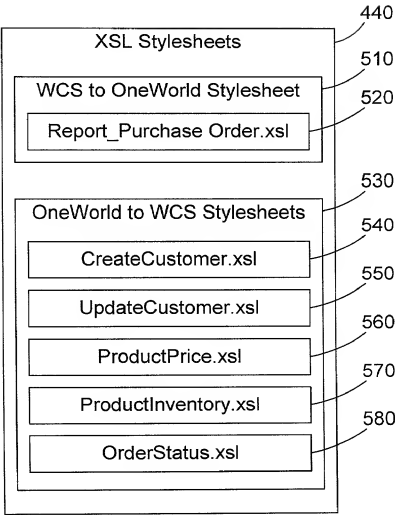 440
XSL Stylesheets
510
WCS to OneWorld Stylesheet
520
Report_Purchase Order.xsl
530
OneWorld to WCS Stylesheets
540
CreateCustomer.xsl
550
UpdateCustomer.xsl
560
ProductPrice.xsl
570
ProductInventory.xsl
580
OrderStatus.xsl